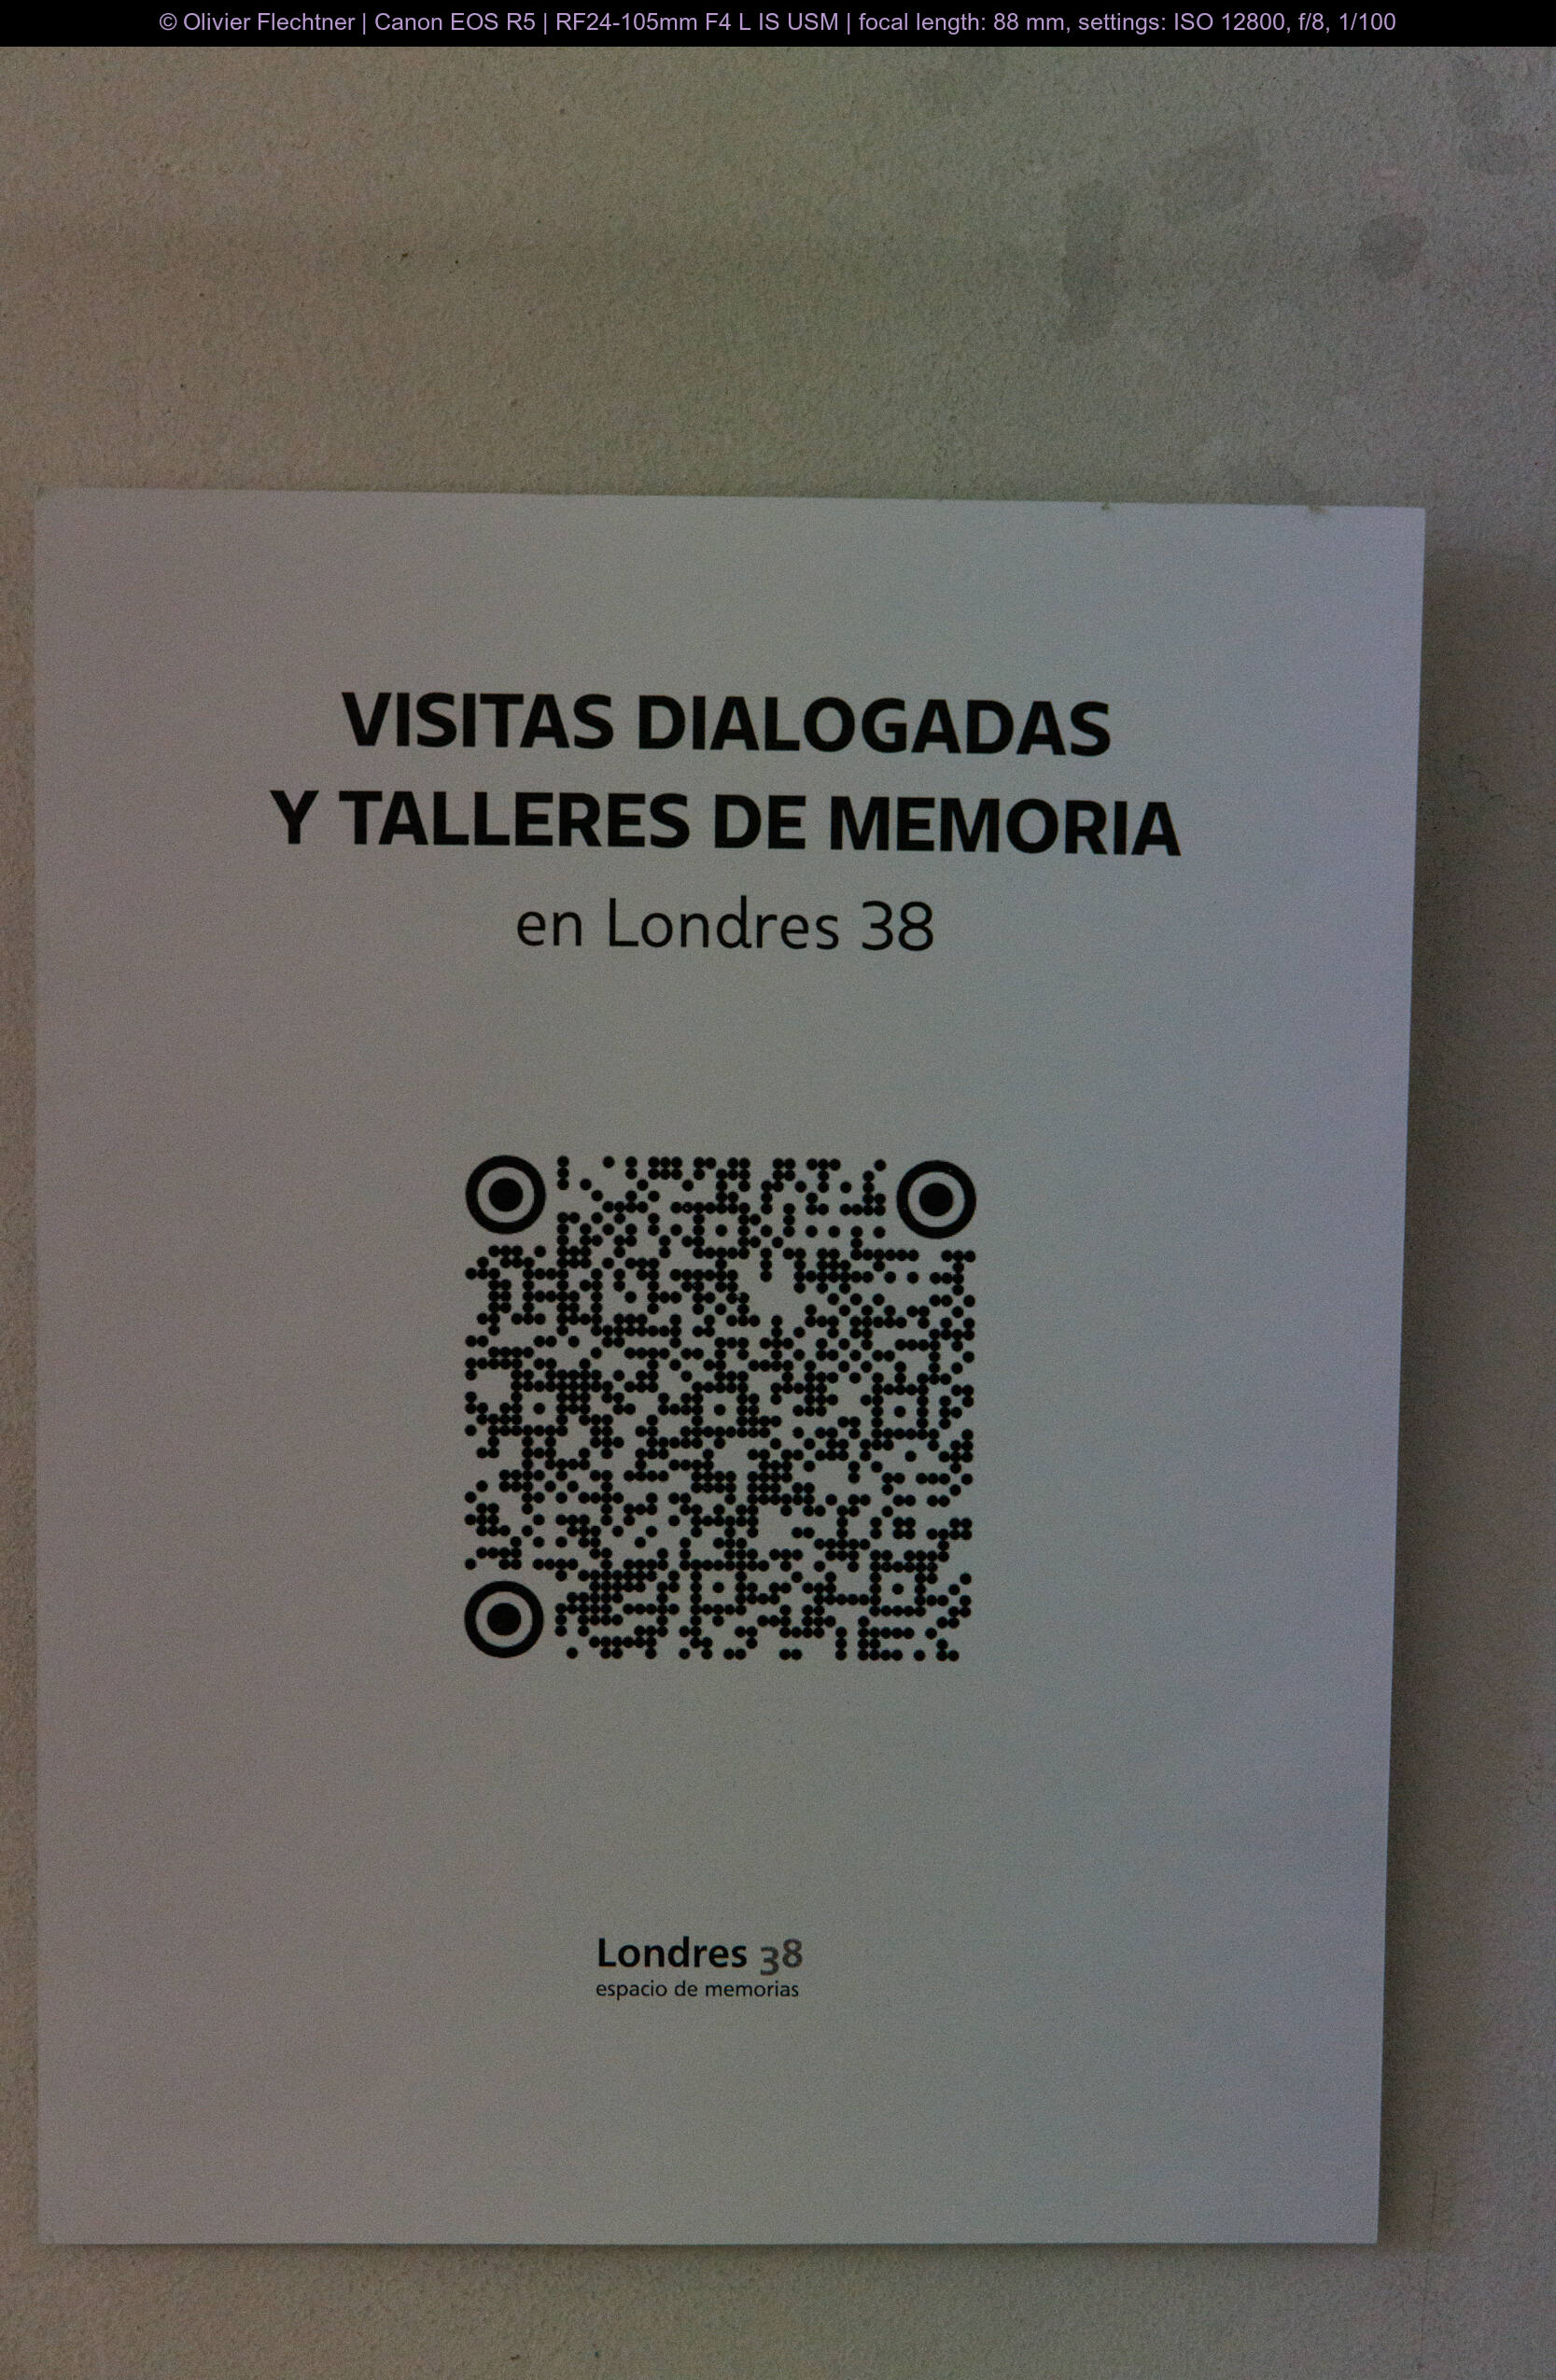 © Olivier Flechtner | Canon EOS R5 | RF24-105mm F4 L IS USM | focal length: 88 mm, settings: ISO 12800, f/8, 1/100
VISITAS DIALOGADAS
Y TALLERES DE MEMORIA
en Londres 38
Londres 38
espacio de memorias